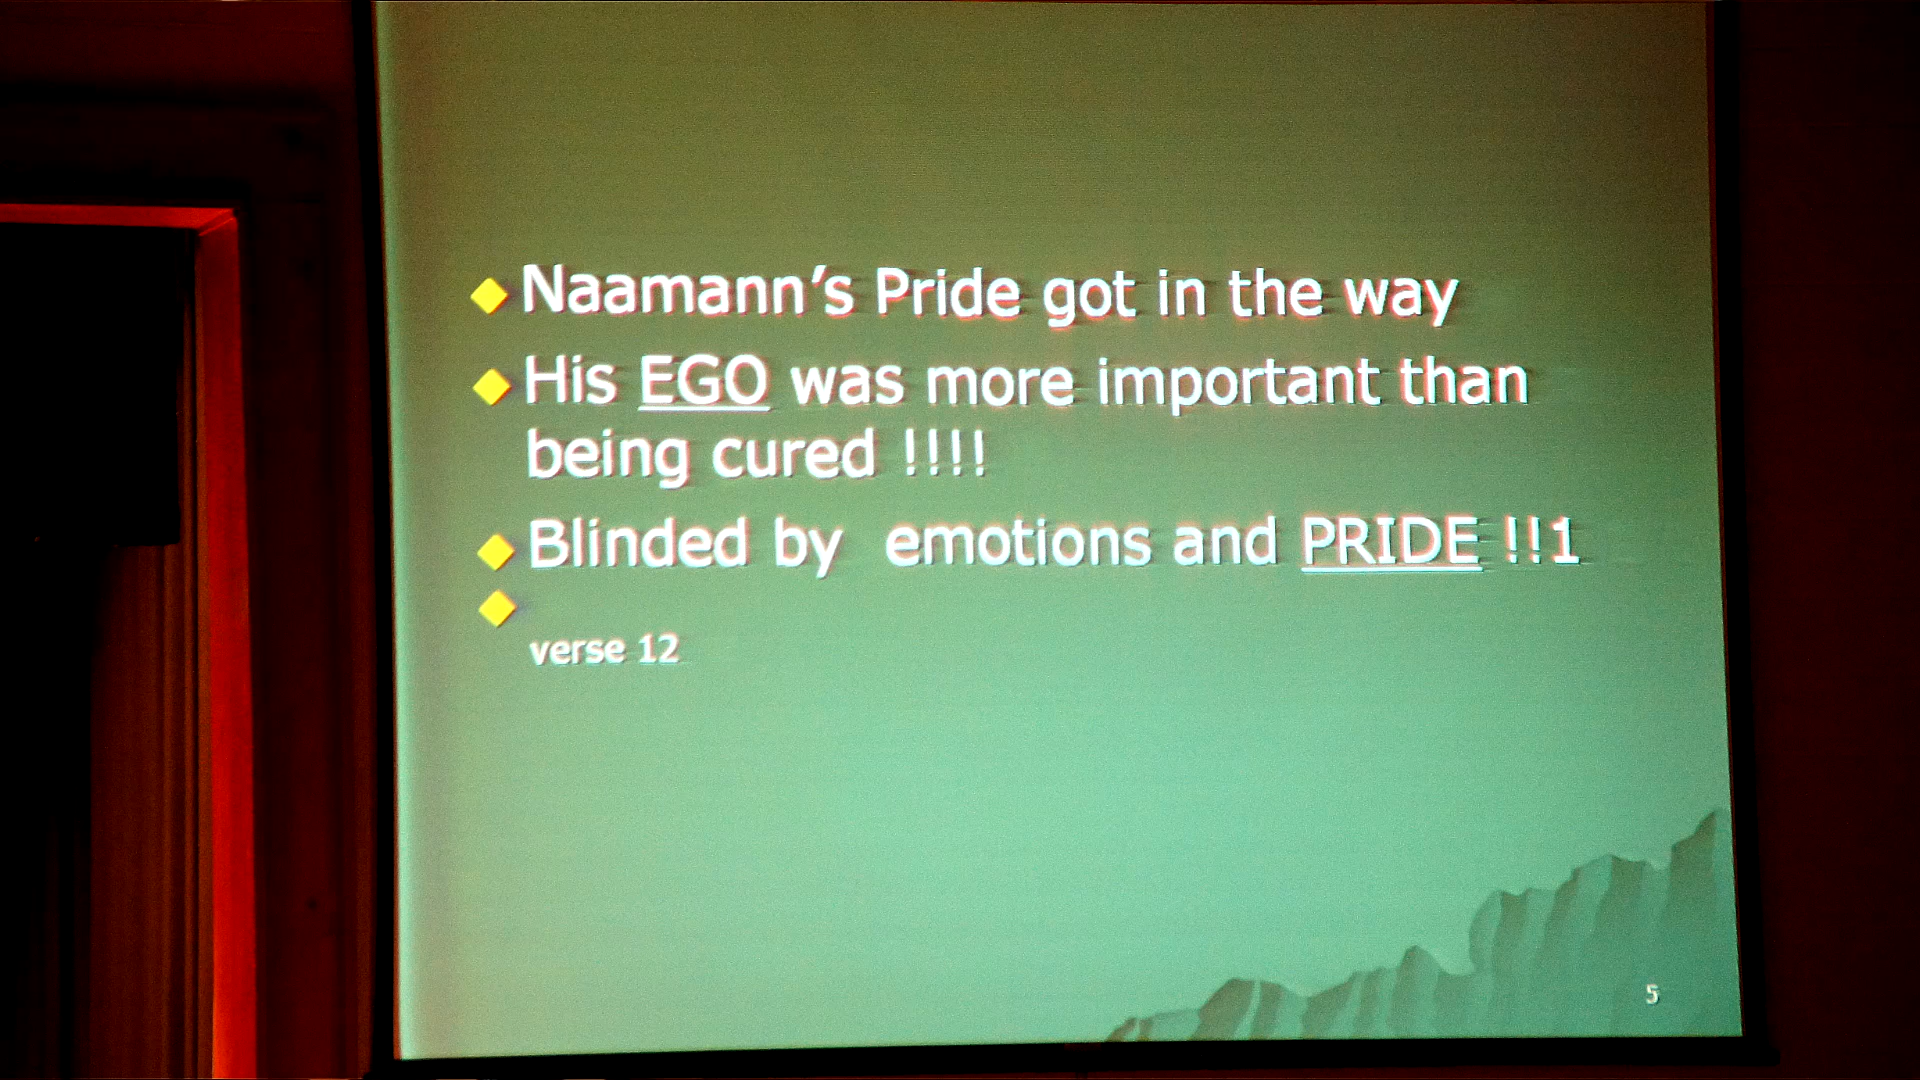 Naamann’s Pride got in the way
His EGO was more important than
being cured !!!!
Blinded by  emotions and PRIDE !!1
verse 12
5